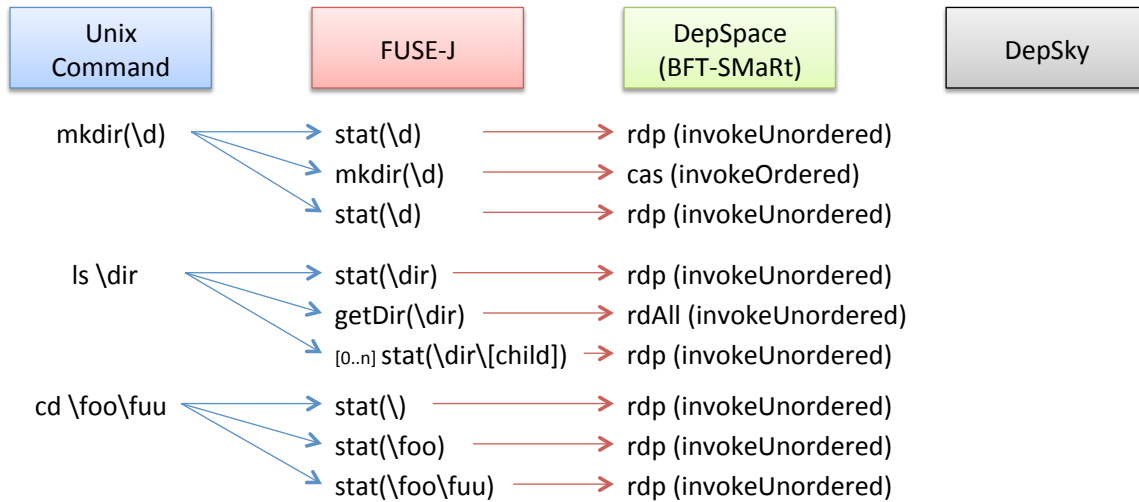 Unix
Command
FUSE-J
DepSpace
(BFT-SMaRt)
DepSky
mkdir(\d)
stat(\d)
rdp (invokeUnordered)
mkdir(\d)
cas (invokeOrdered)
stat(\d)
rdp (invokeUnordered)
ls \dir
stat(\dir)
rdp (invokeUnordered)
getDir(\dir)
rdAll (invokeUnordered)
[0..n] stat(\dir\[child])
rdp (invokeUnordered)
cd \foo\fuu
stat(\)
rdp (invokeUnordered)
stat(\foo)
rdp (invokeUnordered)
stat(\foo\fuu)
rdp (invokeUnordered)